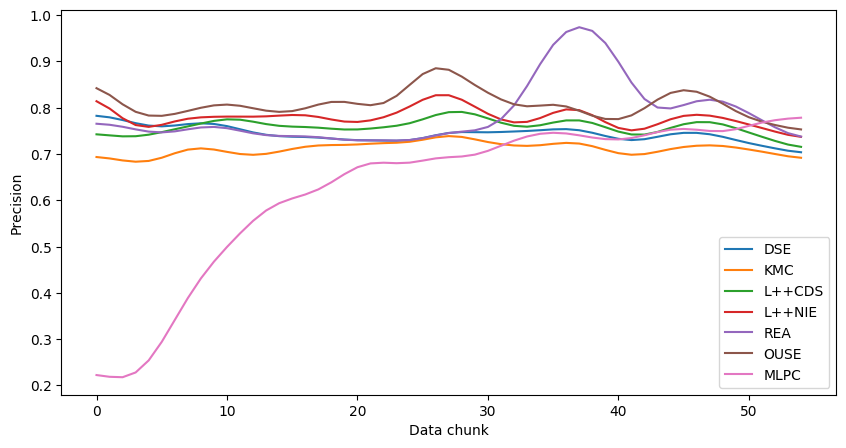 1.0
0.9
0.8
0.7
0.6
0.5
0.4
0.3
0.2
Precision
0
10
20
30
40
50
Data chunk
DSE
KMC
L++CDS
L++NIE
REA
OUSE
MLPC